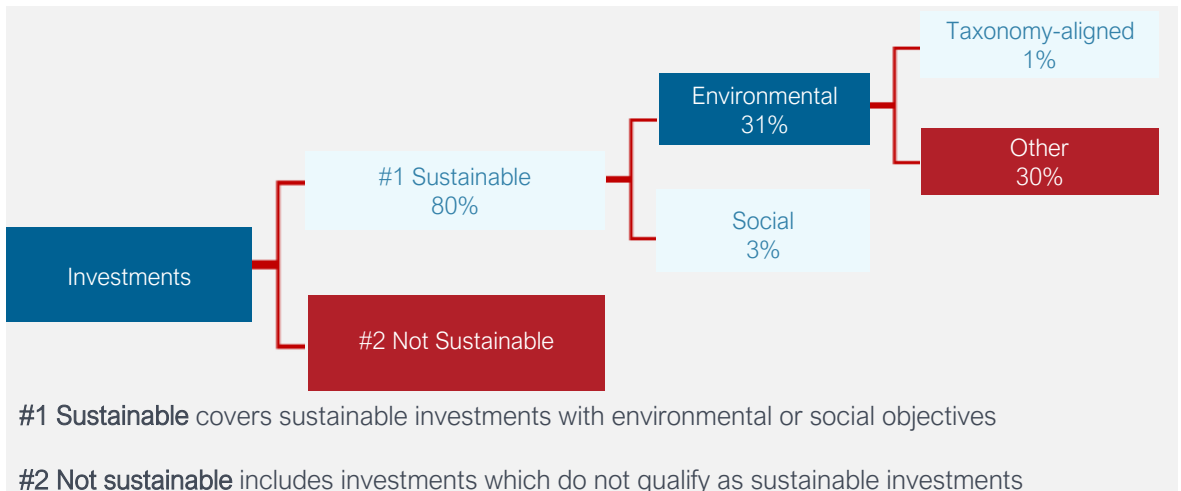 Taxonomy-aligned
1%
Environmental
31%
Other
30%
#1 Sustainable
80%
Social
3%
Investments
#2 Not Sustainable
#1 Sustainable covers sustainable investments with environmental or social objectives
#2 Not sustainable includes investments which do not qualify as sustainable investments